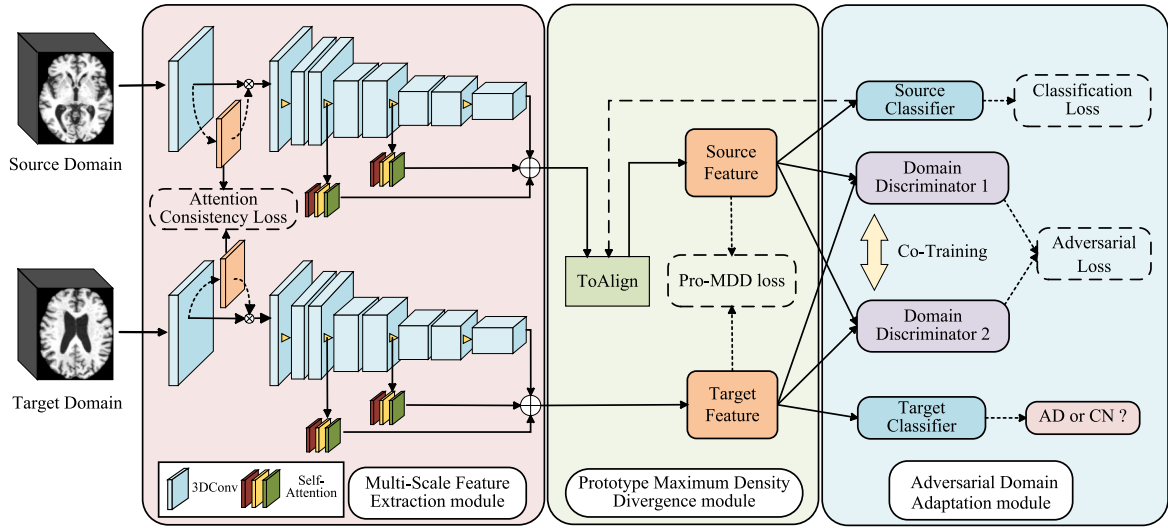 Source Domain
Attention
Consistency Loss
Target Domain
3DConv
Self-
Attention
Multi-Scale Feature
Extraction module
ToAlign
Source
Feature
Pro-MDD loss
Target
Feature
Prototype Maximum Density
Divergence module
Source
Classifier
Classification
Loss
Domain
Discriminator 1
Co-Training
Adversarial
Loss
Domain
Discriminator 2
Target
Classifier
AD or CN ?
Adversarial Domain
Adaptation module